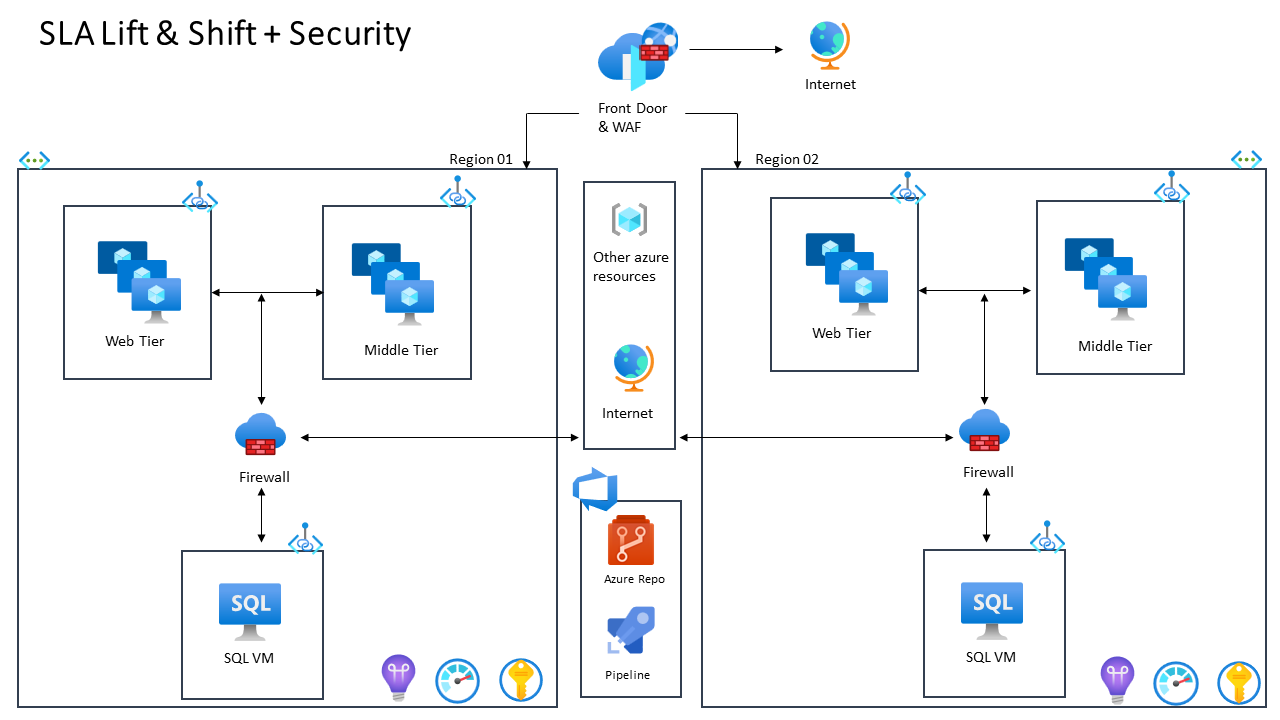 SLA Lift & Shift + Security
Internet
Front Door
& WAF
Region 01
Region 02
Web Tier
Middle Tier
Other azure
resources
Internet
Web Tier
Middle Tier
Firewall
Firewall
Azure Repo
Pipeline
SQL
SQL VM
SQL
SQL VM